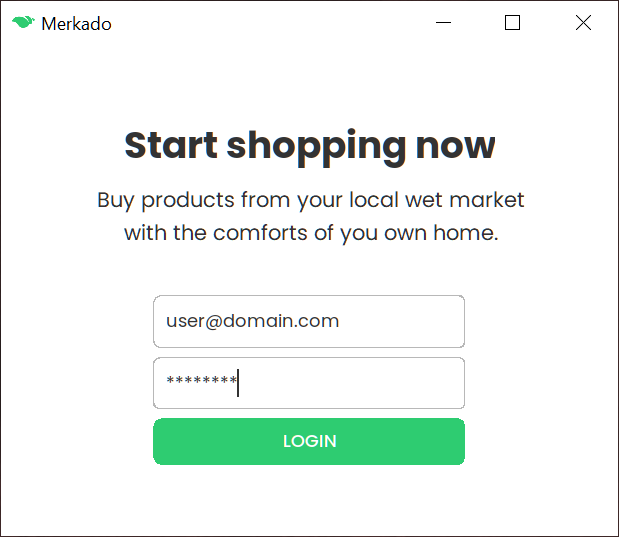 Merkado
Start shopping now
Buy products from your local wet market
with the comforts of you own home.
user@domain.com
********
LOGIN